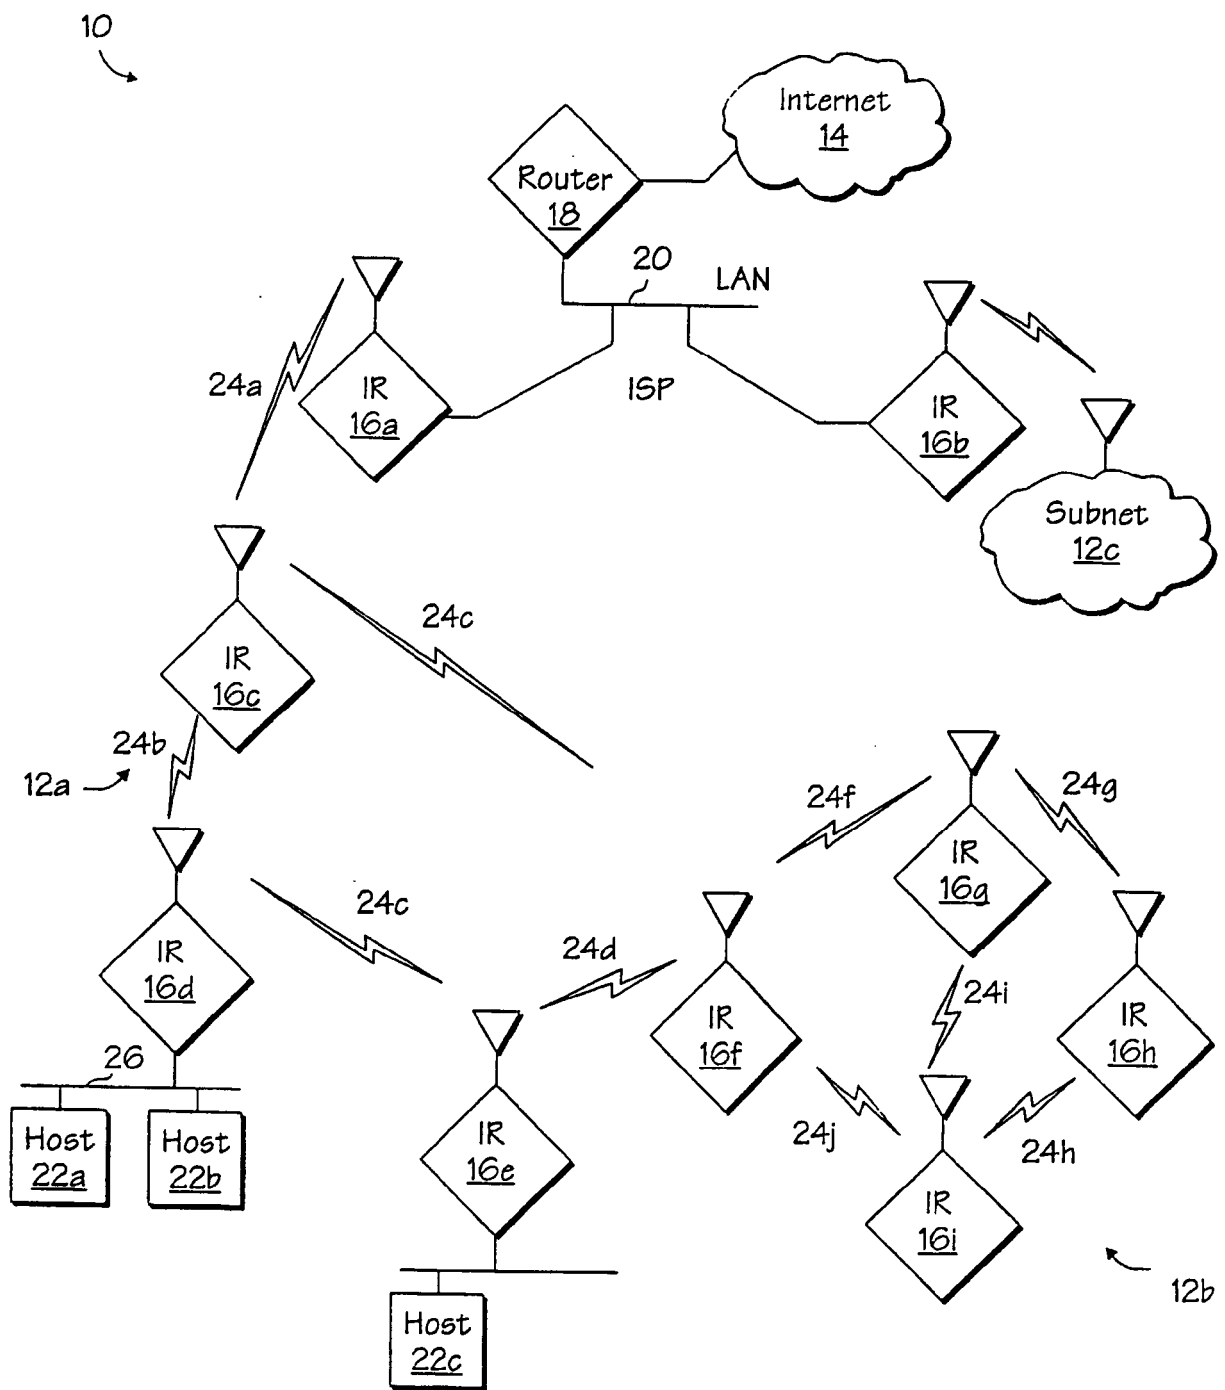 10
Internet
14
Router
18
20
LAN
24a
IR
16a
ISP
IR
16b
Subnet
12c
24c
IR
16c
24b
12a
24f
24g
IR
16g
24c
24d
IR
16d
24i
IR
16f
IR
16h
26
Host
22a
Host
22b
24j
24h
IR
16e
IR
16i
12b
Host
22c